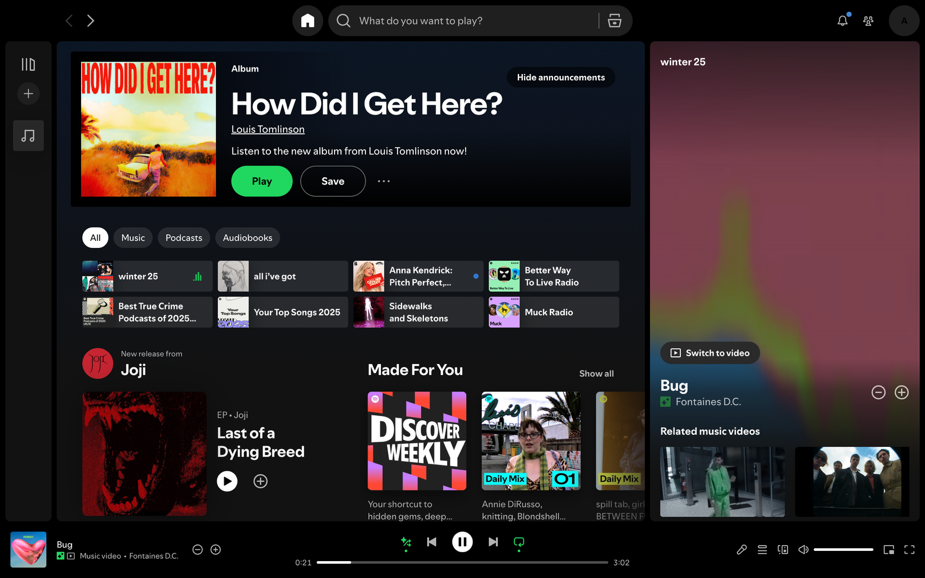 What do you want to play?
A
HOW DID I GET HERE?
Album
Hide announcements
How Did I Get Here?
Louis Tomlinson
Listen to the new album from Louis Tomlinson now!
Play
Save
All
Music
Podcasts
Audiobooks
winter 25
all i've got
Anna Kendrick:
Pitch Perfect,...
Better Way
To Live Radio
Best True Crime
Podcasts of 2025...
Your Top Songs 2025
Sidewalks
and Skeletons
Muck
Muck Radio
New release from
Joji
EP • Joji
Last of a
Dying Breed
Made For You
Show all
DISCOVER
WEEKLY
Your shortcut to
hidden gems, deep...
Daily Mix
01
Annie DiRusso,
knitting, Blondshell...
Daily Mix
spill tab, girl
BETWEEN F
winter 25
Switch to video
Bug
Fontaines D.C.
Related music videos
Bug
Music video • Fontaines D.C.
0:21
3:02